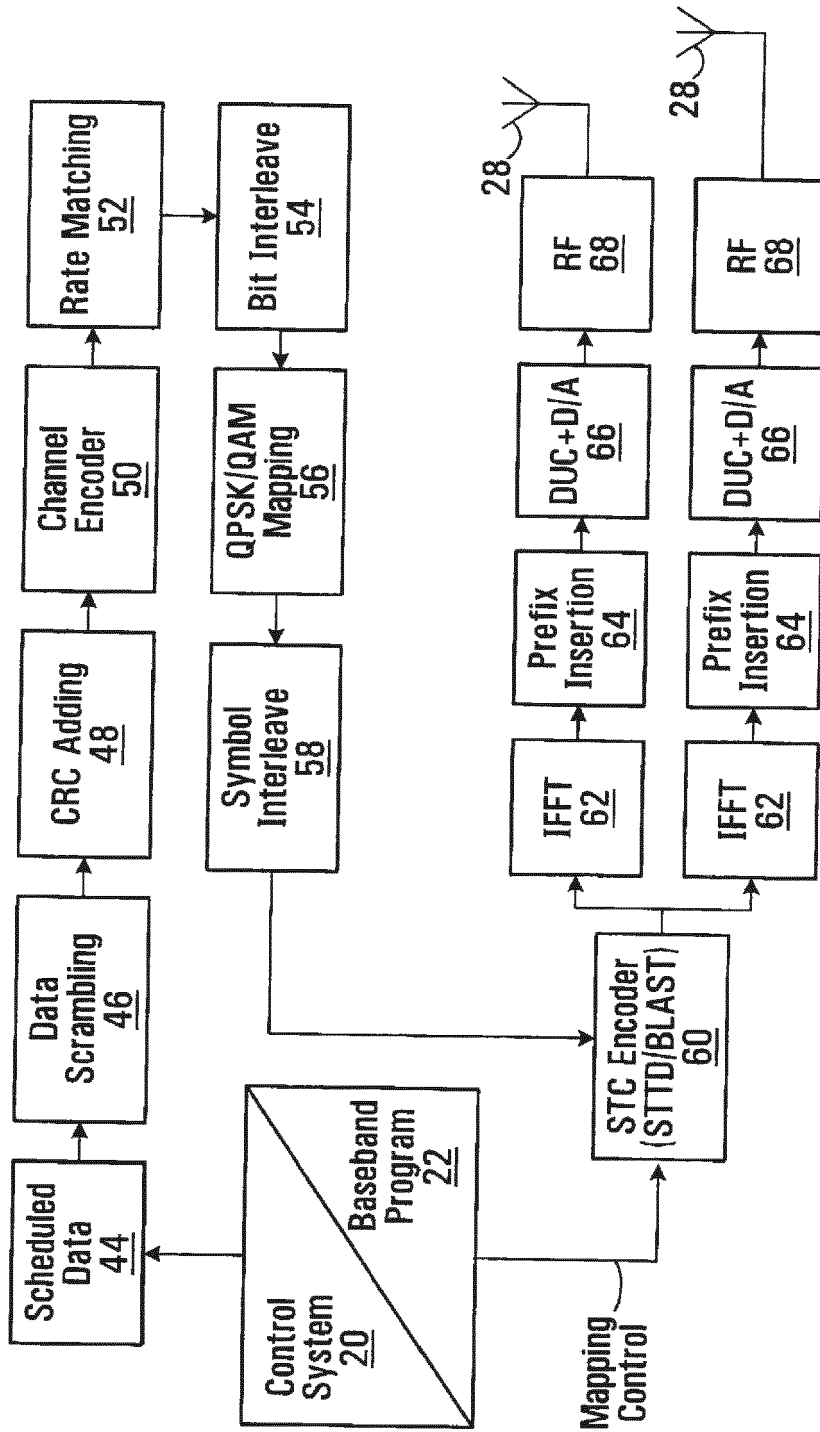 Scheduled
Data
44
Data
Scrambling
46
CRC Adding
48
Channel
Encoder
50
Rate Matching
52
Bit Interleave
54
QPSK/QAM
Mapping
56
Symbol
Interleave
58
Control
System
20
Baseband
Program
22
Mapping
Control
STC Encoder
(STTD/BLAST)
60
IFFT
62
Prefix
Insertion
64
DUC+D/A
66
RF
68
28
IFFT
62
Prefix
Insertion
64
DUC+D/A
66
RF
68
28